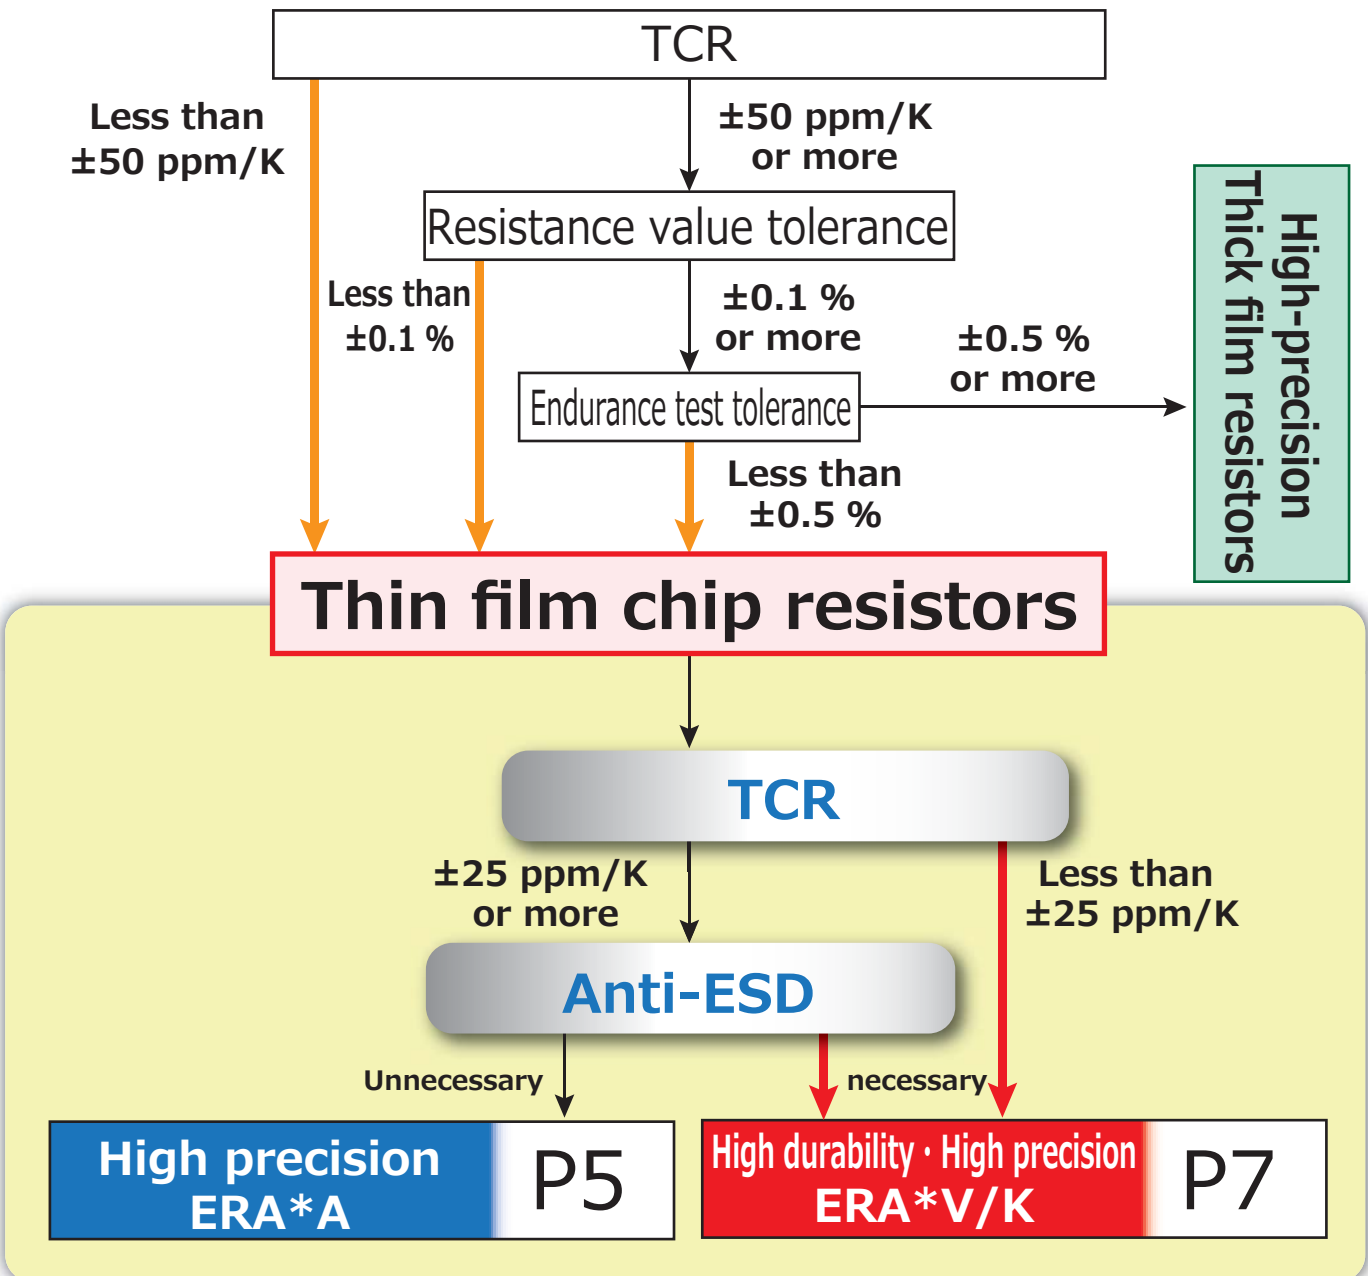 TCR
Less than
±50 ppm/K
±50 ppm/K
or more
Resistance value tolerance
Less than
±0.1 %
±0.1 %
or more
±0.5 %
or more
High-precision
Thick film resistors
Endurance test tolerance
Less than
±0.5 %
Thin film chip resistors
TCR
±25 ppm/K
or more
Less than
±25 ppm/K
Anti-ESD
Unnecessary
necessary
High precision
ERA*A
P5
High durability · High precision
ERA*V/K
P7